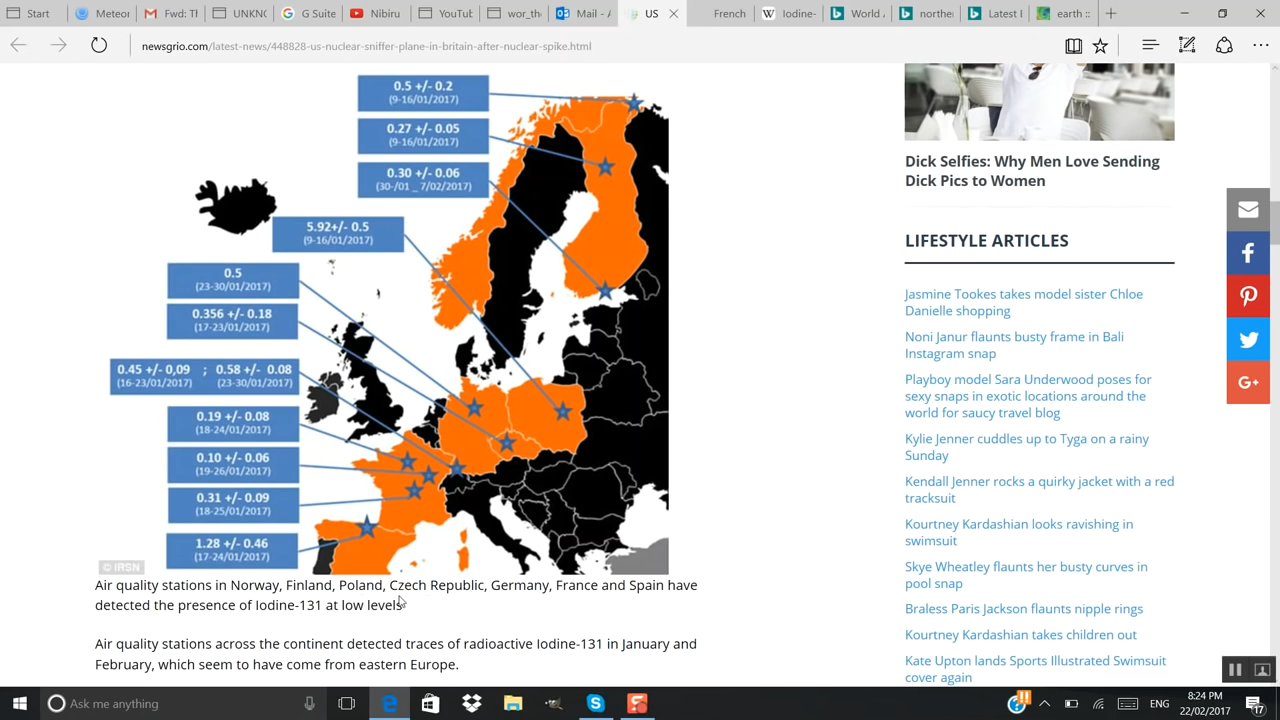 Start
Geo
Suite
Germ
West
Mail - A
US
French
W Iodine-
World A
Nuclea
earth ::
newsgrio.com/latest-news/448828-us-nuclear-sniffer-plane-in-britain-after-nuclear-spike.html
0.5 +/- 0.2
(9-16/01/2017)
0.27 +/- 0.05
(9-16/01/2017)
0.30 +/- 0.06
(30-/01 _ 7/02/2017)
5.92+/- 0.5
(9-16/01/2017)
0.5
(23-30/01/2017)
0.356 +/- 0.18
(17-23/01/2017)
0.45 +/- 0,09 ; 0.58 +/- 0.08
(16-23/01/2017) (23-30/01/2017)
0.19 +/- 0.08
(18-24/01/2017)
0.10 +/- 0.06
(19-26/01/2017)
0.31 +/- 0.09
(18-25/01/2017)
1.28 +/- 0.46
(17-24/01/2017)
© IRSN
Air quality stations in Norway, Finland, Poland, Czech Republic, Germany, France and Spain have
detected the presence of Iodine-131 at low levels
Air quality stations across the continent detected traces of radioactive Iodine-131 in January and
February, which seem to have come from eastern Europe.
Dick Selfies: Why Men Love Sending
Dick Pics to Women
LIFESTYLE ARTICLES
Jasmine Tookes takes model sister Chloe
Danielle shopping
Noni Janur flaunts busty frame in Bali
Instagram snap
Playboy model Sara Underwood poses for
sexy snaps in exotic locations around the
world for saucy travel blog
Kylie Jenner cuddles up to Tyga on a rainy
Sunday
Kendall Jenner rocks a quirky jacket with a red
tracksuit
Kourtney Kardashian looks ravishing in
swimsuit
Skye Wheatley flaunts her busty curves in
pool snap
Braless Paris Jackson flaunts nipple rings
Kourtney Kardashian takes children out
Kate Upton lands Sports Illustrated Swimsuit
cover again
G+
Ask me anything
ENG
8:24 PM
22/02/2017
17